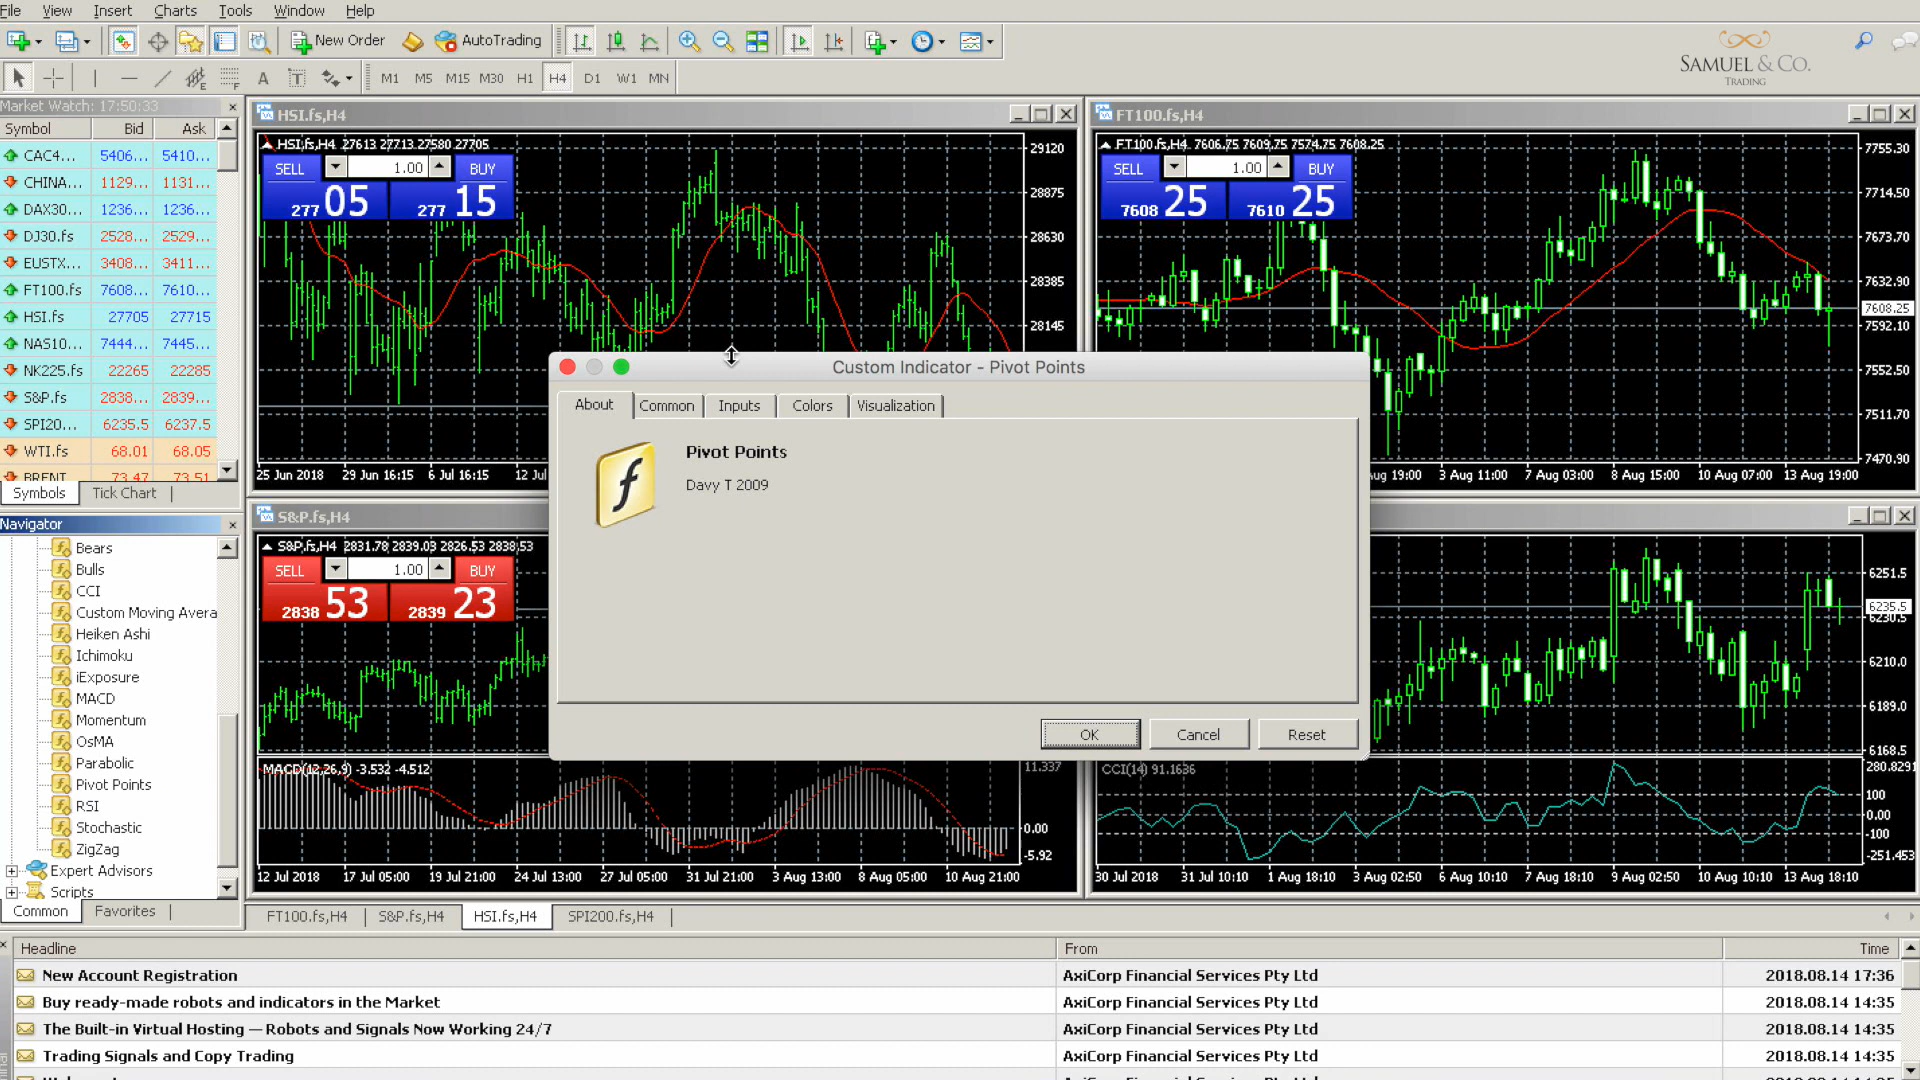 File View Insert Charts Tools Window Help
New Order AutoTrading
SAMUEL & CO.
TRADING
A T M1 M5 M15 M30 H1 H4 D1 W1 MN
Market Watch: 17:50:33
Symbol Bid Ask
CAC4... 5406... 5410...
CHINA... 1129... 1131...
DAX30... 1236... 1236...
DJ30.fs 2528... 2529...
EUSTX... 3408... 3411...
FT100.fs 7608... 7610...
HSI.fs 27705 27715
NAS10... 7444... 7445...
NK225.fs 22265 22285
S&P.fs 2838... 2839...
SPI20... 6235.5 6237.5
WTI.fs 68.01 68.05
BRENT 73.47 73.51
Symbols Tick Chart
Navigator
Bears
Bulls
CCI
Custom Moving Avera
Heiken Ashi
Ichimoku
iExposure
MACD
Momentum
OsMA
Parabolic
Pivot Points
RSI
Stochastic
ZigZag
Expert Advisors
Scripts
Common Favorites
HSI.fs,H4
HSI.fs,H4 27613 27713 27580 27705
SELL 1.00 BUY
277 05 277 15
29120
28875
28630
28385
28145
25 Jun 2018 29 Jun 16:15 6 Jul 16:15 12 Jul
FT100.fs,H4
FT100.fs,H4 7606.75 7609.75 7574.75 7608.25
SELL 1.00 BUY
7608 25 7610 25
7755.30
7714.50
7673.70
7632.90
7608.25
7592.10
7552.50
7511.70
7470.90
ug 19:00 3 Aug 11:00 7 Aug 03:00 8 Aug 15:00 10 Aug 07:00 13 Aug 19:00
Custom Indicator - Pivot Points
About Common Inputs Colors Visualization
Pivot Points
Davy T 2009
OK Cancel Reset
S&P.fs,H4
S&P.fs,H4 2831.78 2839.03 2826.53 2838.53
SELL 1.00 BUY
2838 53 2839 23
MACD(12,26,9) -3.532 -4.512
11.337
0.00
-5.92
12 Jul 2018 17 Jul 05:00 19 Jul 21:00 24 Jul 13:00 27 Jul 05:00 31 Jul 21:00 3 Aug 13:00 8 Aug 05:00 10 Aug 21:00
6251.5
6235.5
6230.5
6210.0
6189.0
6168.5
CCI(14) 91.1636
280.8291
100
0.00
-100
-251.453
30 Jul 2018 31 Jul 10:10 1 Aug 18:10 3 Aug 02:50 6 Aug 10:10 7 Aug 18:10 9 Aug 02:50 10 Aug 10:10 13 Aug 18:10
FT100.fs,H4 S&P.fs,H4 HSI.fs,H4 SPI200.fs,H4
Headline From Time
New Account Registration AxiCorp Financial Services Pty Ltd 2018.08.14 17:36
Buy ready-made robots and indicators in the Market AxiCorp Financial Services Pty Ltd 2018.08.14 14:35
The Built-in Virtual Hosting — Robots and Signals Now Working 24/7 AxiCorp Financial Services Pty Ltd 2018.08.14 14:35
Trading Signals and Copy Trading AxiCorp Financial Services Pty Ltd 2018.08.14 14:35